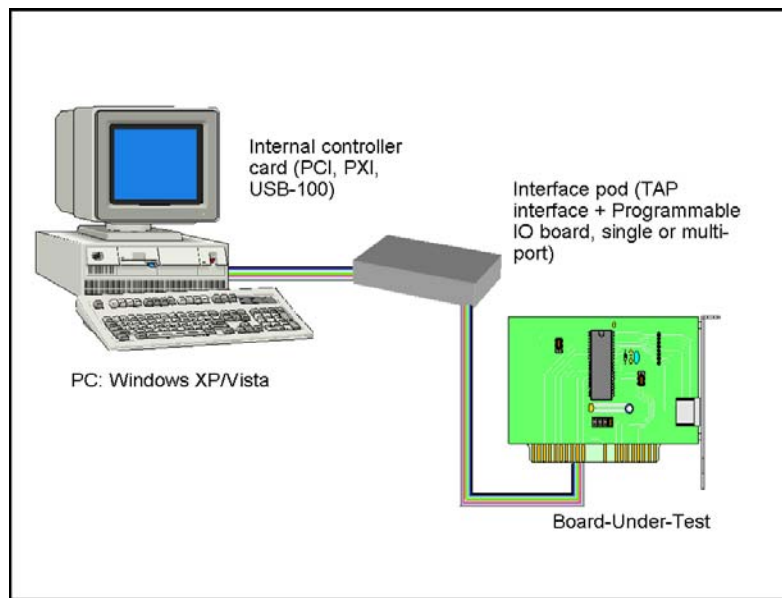 Internal controller
card (PCI, PXI,
USB-100)
Interface pod (TAP
interface + Programmable
IO board, single or multi-
port)
PC: Windows XP/Vista
Board-Under-Test